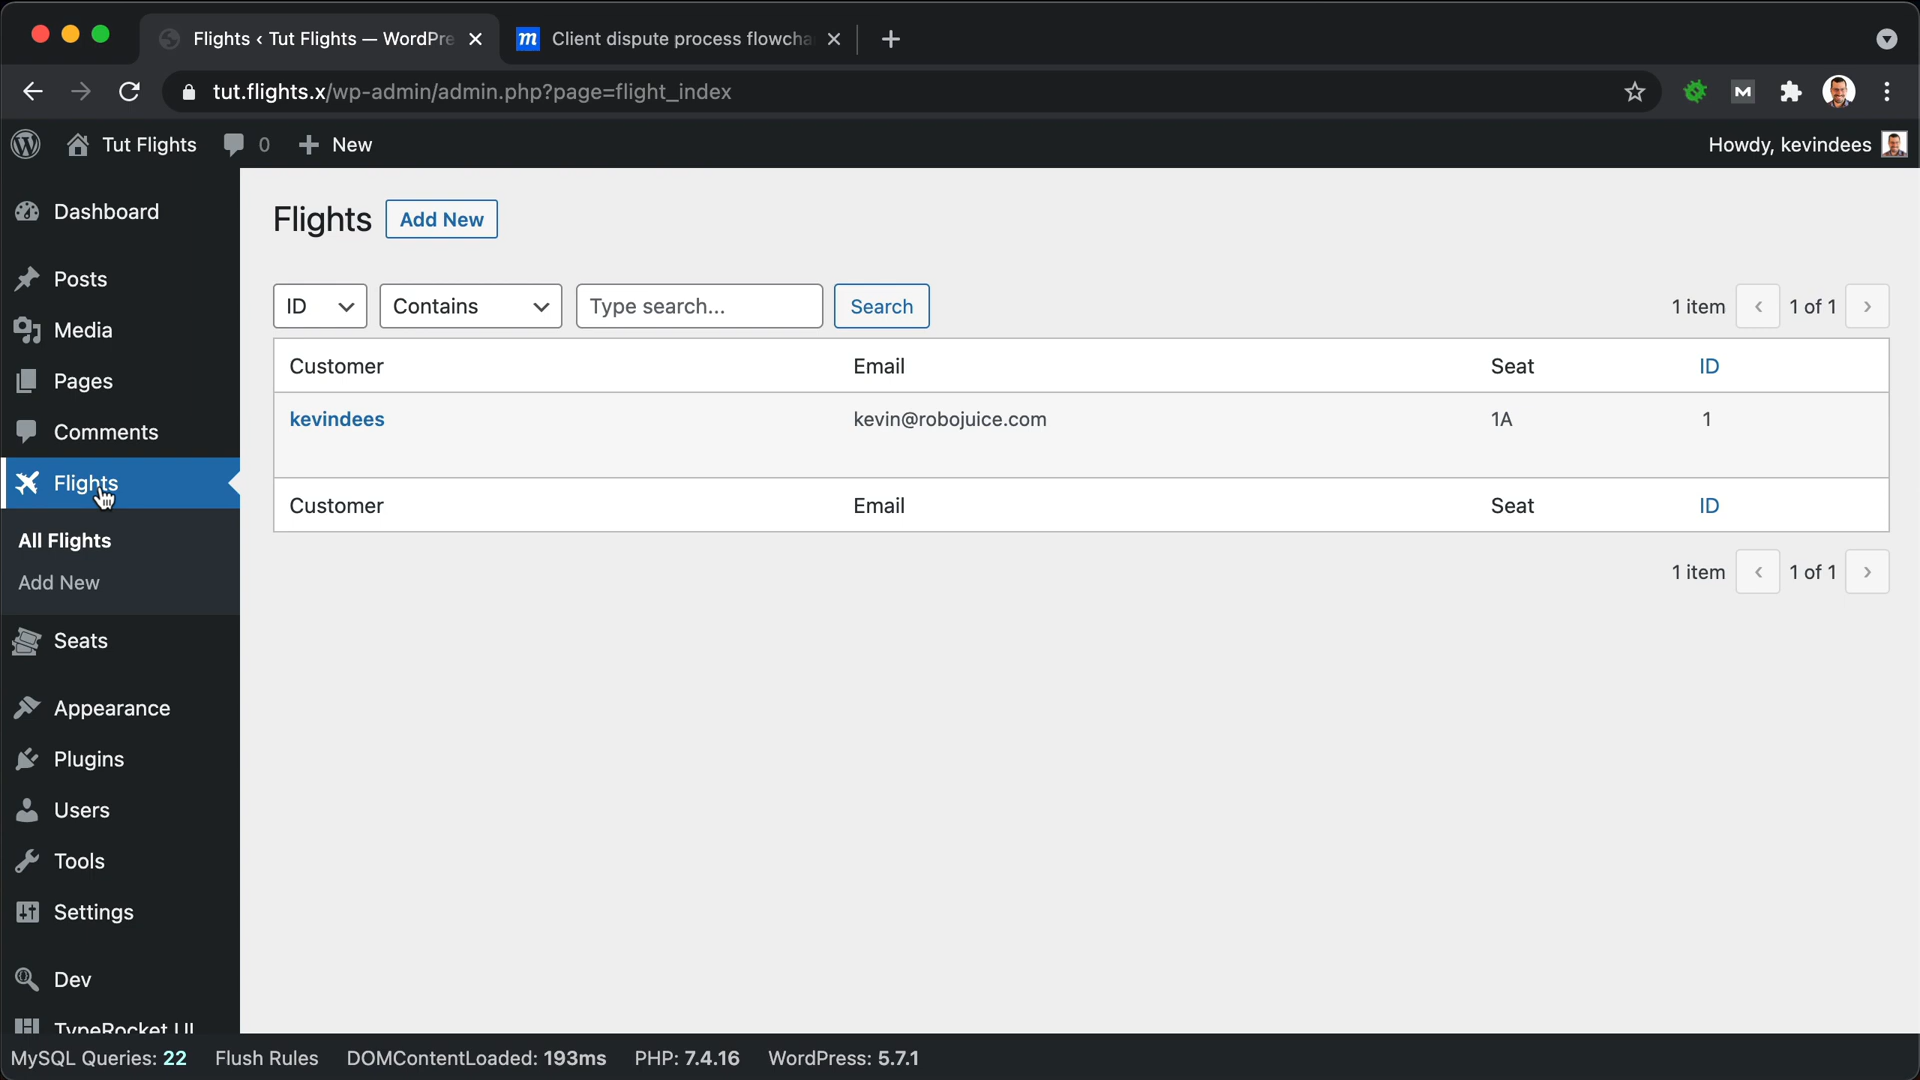 Flights ‹ Tut Flights — WordPre
Client dispute process flowcha
tut.flights.x/wp-admin/admin.php?page=flight_index
M
Tut Flights 0 New
Howdy, kevindees
Dashboard
Posts
Media
Pages
Comments
Flights
All Flights
Add New
Seats
Appearance
Plugins
Users
Tools
Settings
Dev
TypeRocket UI
Flights Add New
ID Contains Type search... Search
1 item ‹ 1 of 1 ›
Customer Email Seat ID
kevindees kevin@robojuice.com 1A 1
Customer Email Seat ID
1 item ‹ 1 of 1 ›
MySQL Queries: 22 Flush Rules DOMContentLoaded: 193ms PHP: 7.4.16 WordPress: 5.7.1